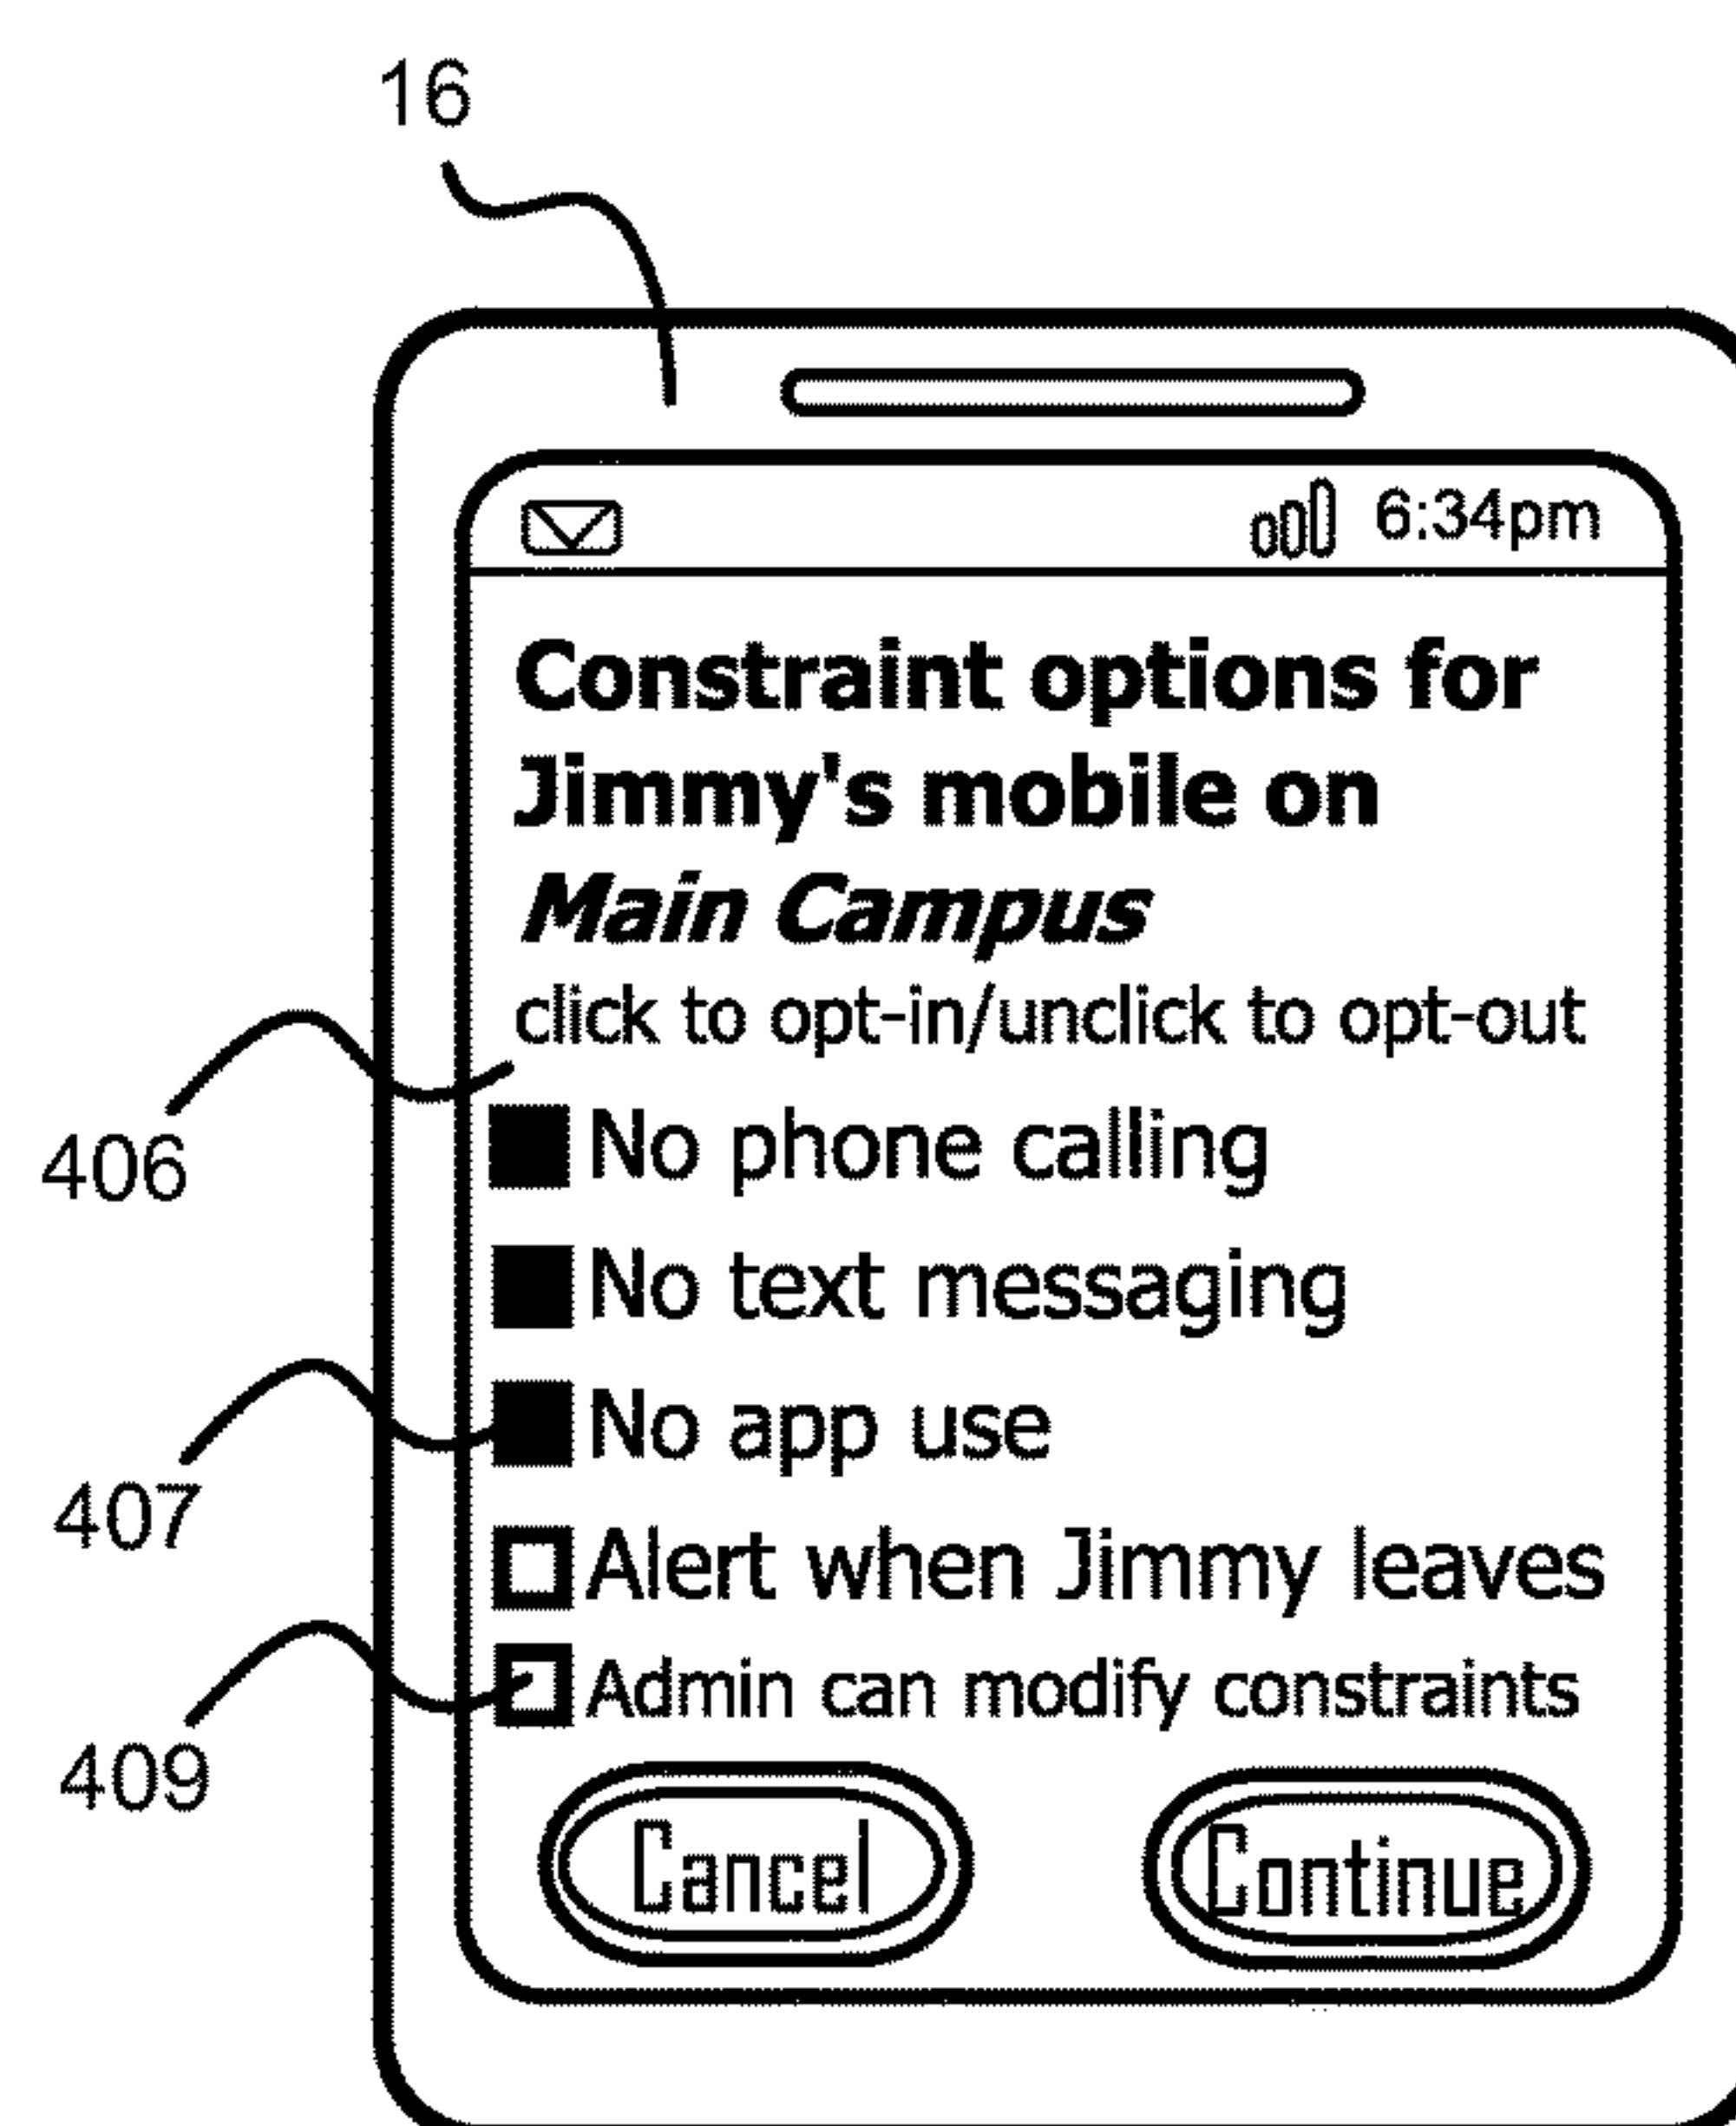 16
6:34pm
Constraint options for
Jimmy's mobile on
Main Campus
click to opt-in/unclick to opt-out
406
No phone calling
No text messaging
407
No app use
Alert when Jimmy leaves
409
Admin can modify constraints
Cancel
Continue